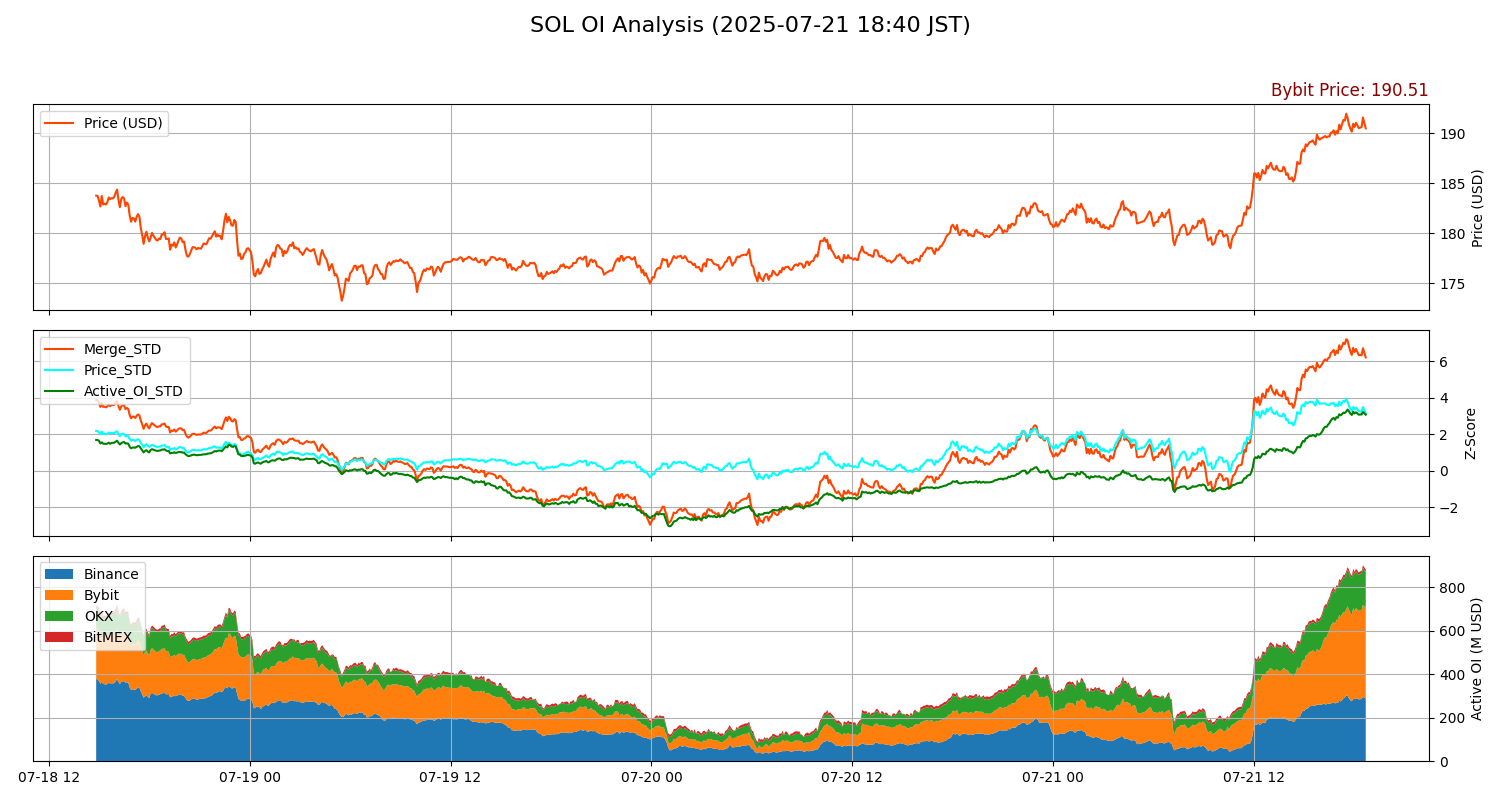 SOL OI Analysis (2025-07-21 18:40 JST)
Bybit Price: 190.51
Price (USD)
190
185
180
175
Price (USD)
Merge_STD
Price_STD
Active_OI_STD
6
4
2
0
−2
Z-Score
Binance
Bybit
OKX
BitMEX
800
600
400
200
0
Active OI (M USD)
07-18 12
07-19 00
07-19 12
07-20 00
07-20 12
07-21 00
07-21 12